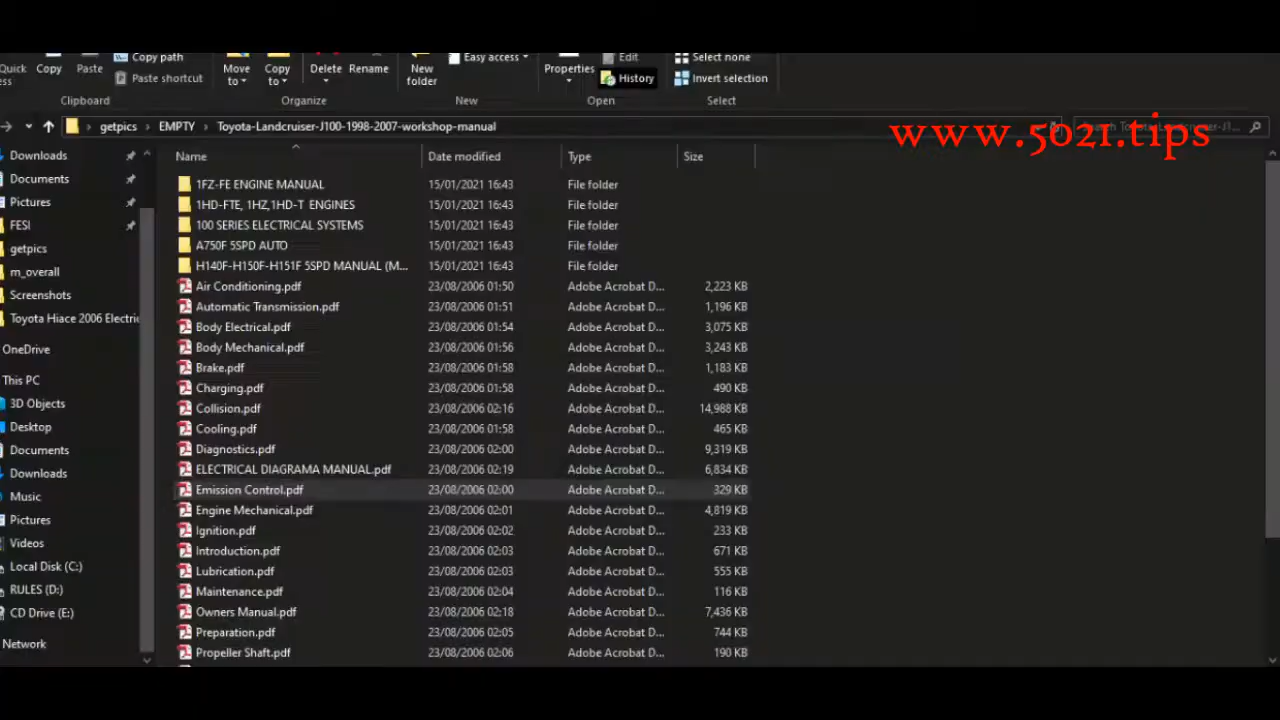 Quick
ess
Copy
Paste
Copy path
Paste shortcut
Clipboard
Move to
Copy to
Delete
Rename
Organize
New folder
Easy access
New
Properties
Edit
History
Open
Select none
Invert selection
Select
getpics > EMPTY > Toyota-Landcruiser-J100-1998-2007-workshop-manual
Search Toyota-Landcruiser-J1...
www.5021.tips
Downloads
Documents
Pictures
FESI
getpics
m_overall
Screenshots
Toyota Hiace 2006 Electri
OneDrive
This PC
3D Objects
Desktop
Documents
Downloads
Music
Pictures
Videos
Local Disk (C:)
RULES (D:)
CD Drive (E:)
Network
Name Date modified Type Size
1FZ-FE ENGINE MANUAL 15/01/2021 16:43 File folder
1HD-FTE, 1HZ,1HD-T ENGINES 15/01/2021 16:43 File folder
100 SERIES ELECTRICAL SYSTEMS 15/01/2021 16:43 File folder
A750F 5SPD AUTO 15/01/2021 16:43 File folder
H140F-H150F-H151F 5SPD MANUAL (M... 15/01/2021 16:43 File folder
Air Conditioning.pdf 23/08/2006 01:50 Adobe Acrobat D... 2,223 KB
Automatic Transmission.pdf 23/08/2006 01:51 Adobe Acrobat D... 1,196 KB
Body Electrical.pdf 23/08/2006 01:54 Adobe Acrobat D... 3,075 KB
Body Mechanical.pdf 23/08/2006 01:56 Adobe Acrobat D... 3,243 KB
Brake.pdf 23/08/2006 01:58 Adobe Acrobat D... 1,183 KB
Charging.pdf 23/08/2006 01:58 Adobe Acrobat D... 490 KB
Collision.pdf 23/08/2006 02:16 Adobe Acrobat D... 14,988 KB
Cooling.pdf 23/08/2006 01:58 Adobe Acrobat D... 465 KB
Diagnostics.pdf 23/08/2006 02:00 Adobe Acrobat D... 9,319 KB
ELECTRICAL DIAGRAMA MANUAL.pdf 23/08/2006 02:19 Adobe Acrobat D... 6,834 KB
Emission Control.pdf 23/08/2006 02:00 Adobe Acrobat D... 329 KB
Engine Mechanical.pdf 23/08/2006 02:01 Adobe Acrobat D... 4,819 KB
Ignition.pdf 23/08/2006 02:02 Adobe Acrobat D... 233 KB
Introduction.pdf 23/08/2006 02:03 Adobe Acrobat D... 671 KB
Lubrication.pdf 23/08/2006 02:03 Adobe Acrobat D... 555 KB
Maintenance.pdf 23/08/2006 02:04 Adobe Acrobat D... 116 KB
Owners Manual.pdf 23/08/2006 02:18 Adobe Acrobat D... 7,436 KB
Preparation.pdf 23/08/2006 02:05 Adobe Acrobat D... 744 KB
Propeller Shaft.pdf 23/08/2006 02:06 Adobe Acrobat D... 190 KB